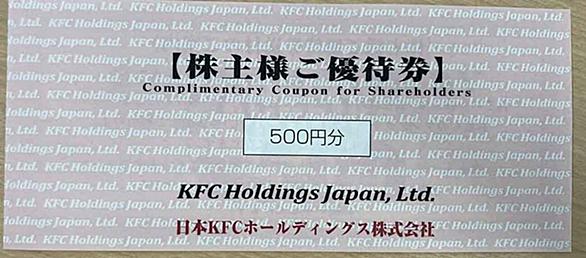 【株主様ご優待券】
Complimentary Coupon for Shareholders
500円分
KFC Holdings Japan, Ltd.
日本KFCホールディングス株式会社